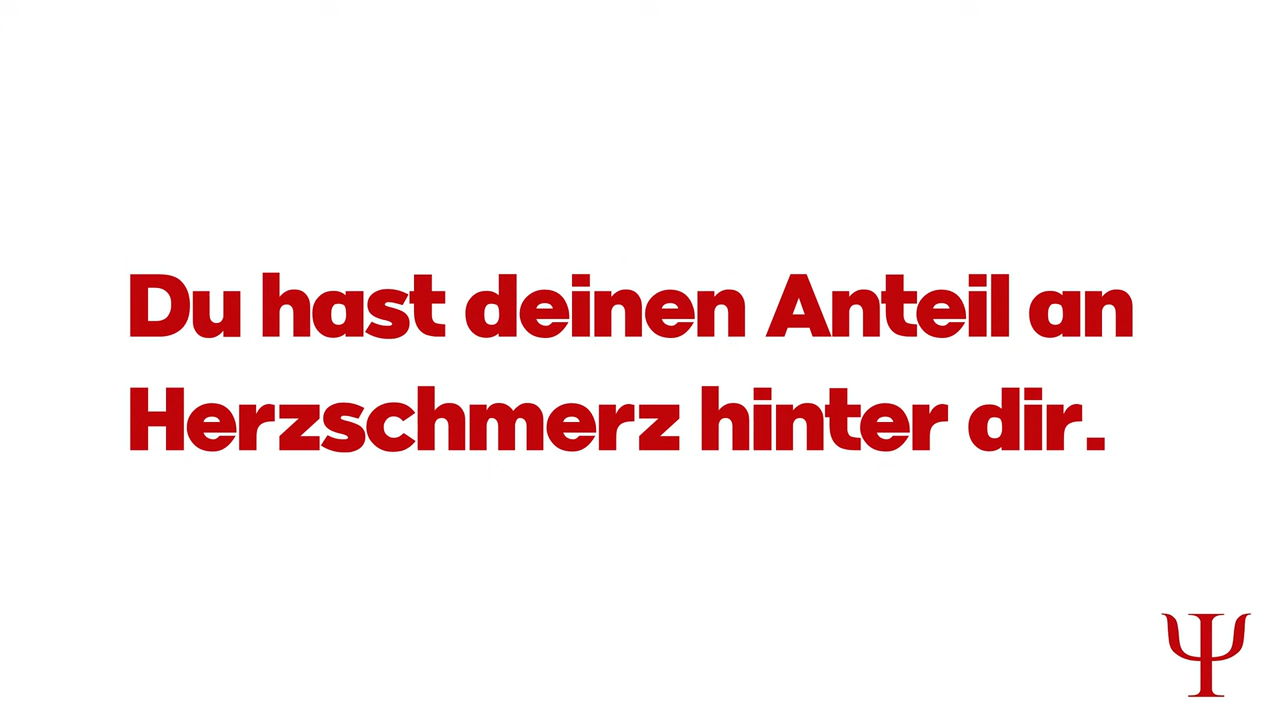 Du hast deinen Anteil an
Herzschmerz hinter dir.
Ψ